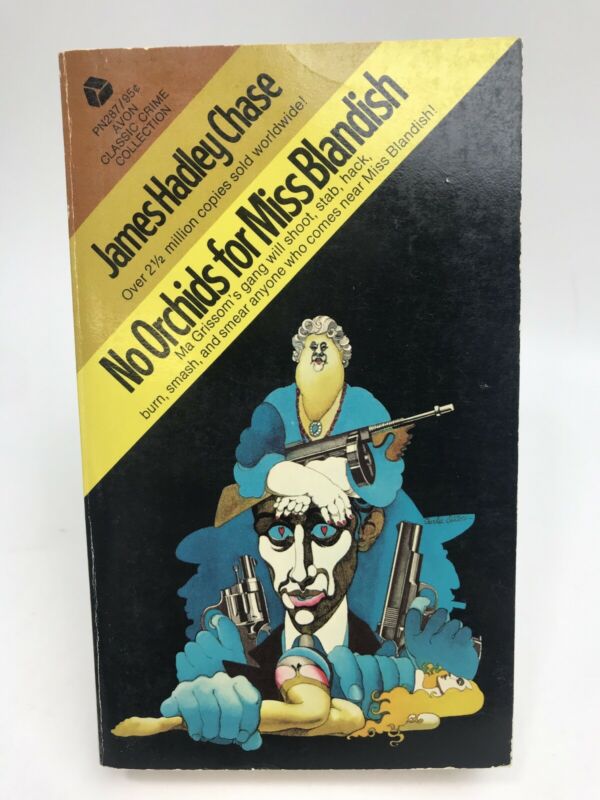 PN287/95¢
AVON
CLASSIC CRIME
COLLECTION
James Hadley Chase
Over 2½ million copies sold worldwide!
No Orchids for Miss Blandish
Ma Grissom's gang will shoot, stab, hack,
burn, smash, and smear anyone who comes near Miss Blandish!